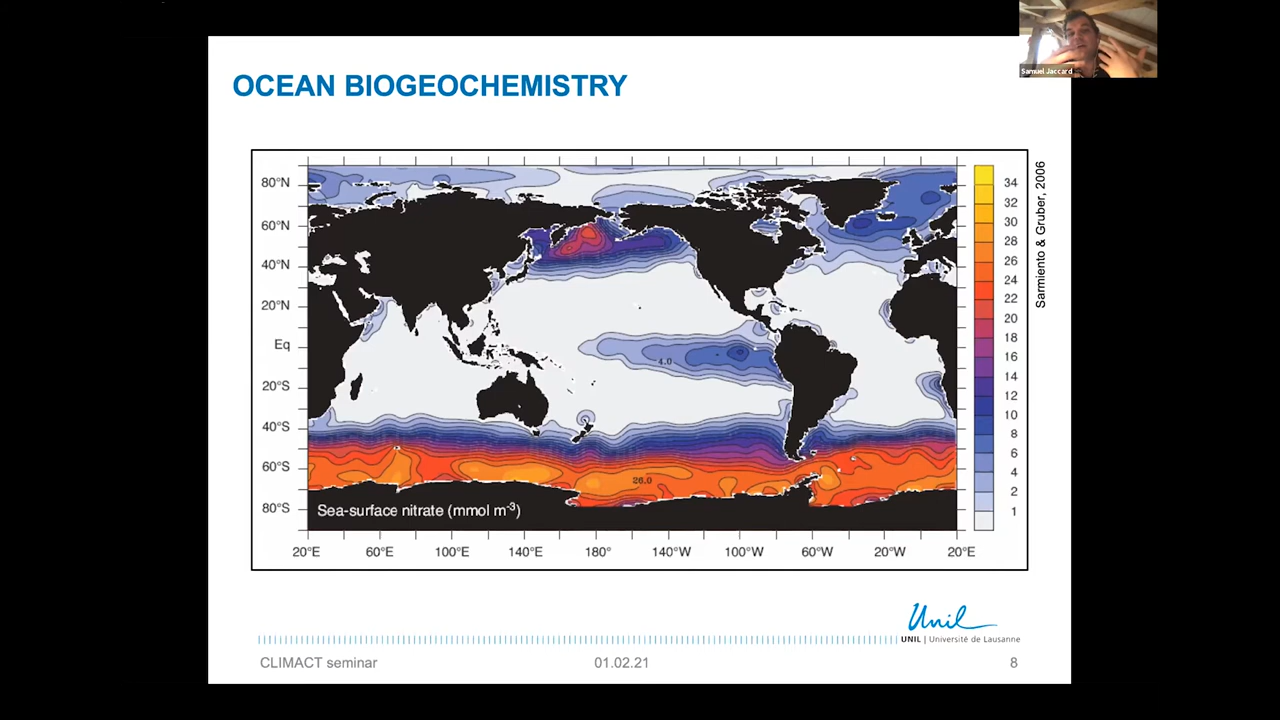 Samuel Jaccard
OCEAN BIOGEOCHEMISTRY
80°N
60°N
40°N
20°N
Eq
20°S
40°S
60°S
80°S
4.0
26.0
Sea-surface nitrate (mmol m-3)
20°E
60°E
100°E
140°E
180°
140°W
100°W
60°W
20°W
20°E
34
32
30
28
26
24
22
20
18
16
14
12
10
8
6
4
2
1
Sarmiento & Gruber, 2006
Unil
UNIL | Université de Lausanne
CLIMACT seminar
01.02.21
8